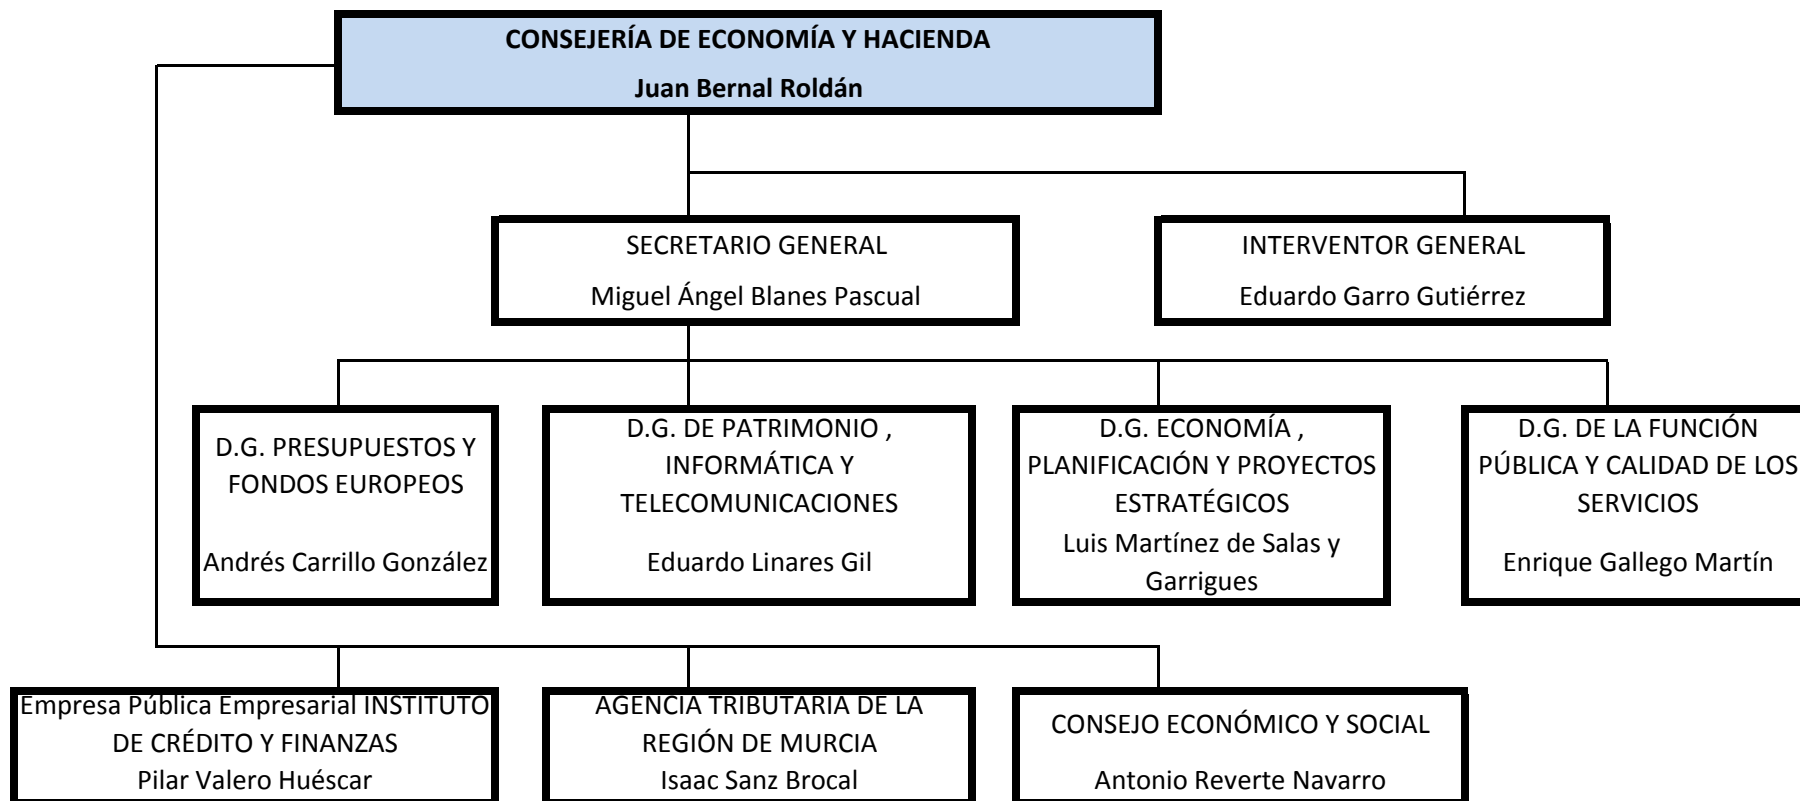 CONSEJERÍA DE ECONOMÍA Y HACIENDA
Juan Bernal Roldán
SECRETARIO GENERAL
Miguel Ángel Blanes Pascual
INTERVENTOR GENERAL
Eduardo Garro Gutiérrez
D.G. PRESUPUESTOS Y
FONDOS EUROPEOS
Andrés Carrillo González
D.G. DE PATRIMONIO ,
INFORMÁTICA Y
TELECOMUNICACIONES
Eduardo Linares Gil
D.G. ECONOMÍA ,
PLANIFICACIÓN Y PROYECTOS
ESTRATÉGICOS
Luis Martínez de Salas y
Garrigues
D.G. DE LA FUNCIÓN
PÚBLICA Y CALIDAD DE LOS
SERVICIOS
Enrique Gallego Martín
Empresa Pública Empresarial INSTITUTO
DE CRÉDITO Y FINANZAS
Pilar Valero Huéscar
AGENCIA TRIBUTARIA DE LA
REGIÓN DE MURCIA
Isaac Sanz Brocal
CONSEJO ECONÓMICO Y SOCIAL
Antonio Reverte Navarro